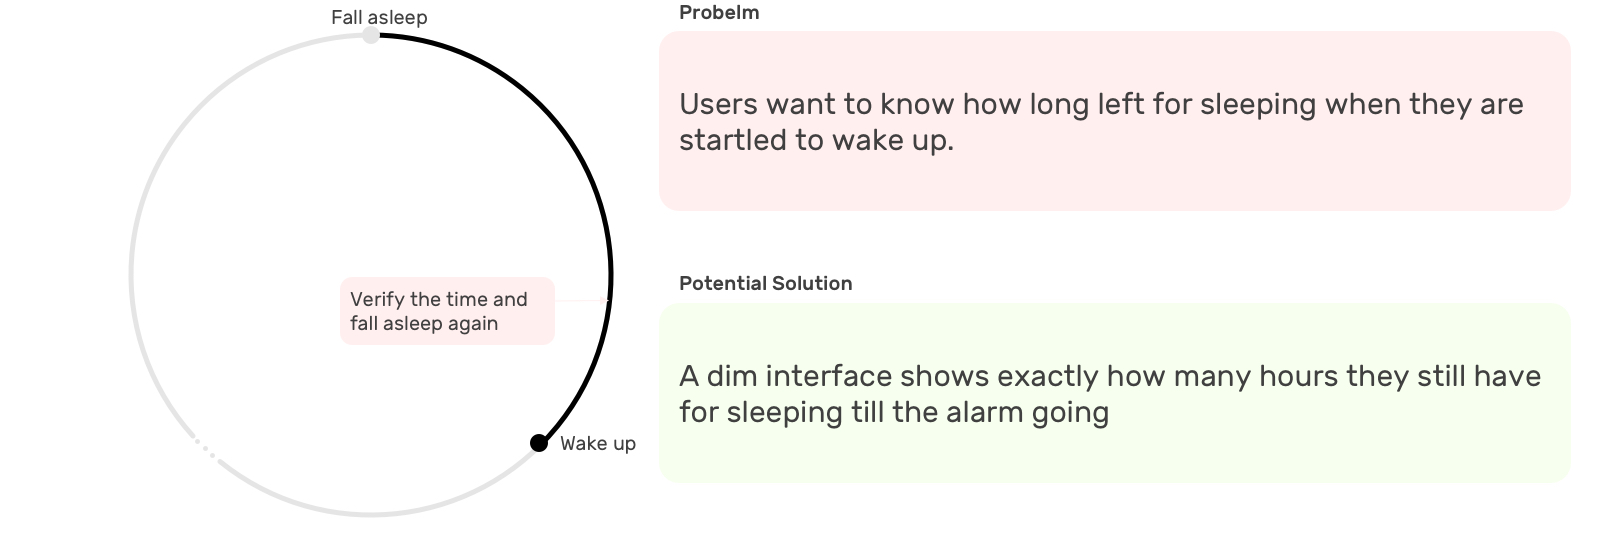 Fall asleep
Verify the time and
fall asleep again
Wake up
Probelm
Users want to know how long left for sleeping when they are
startled to wake up.
Potential Solution
A dim interface shows exactly how many hours they still have
for sleeping till the alarm going